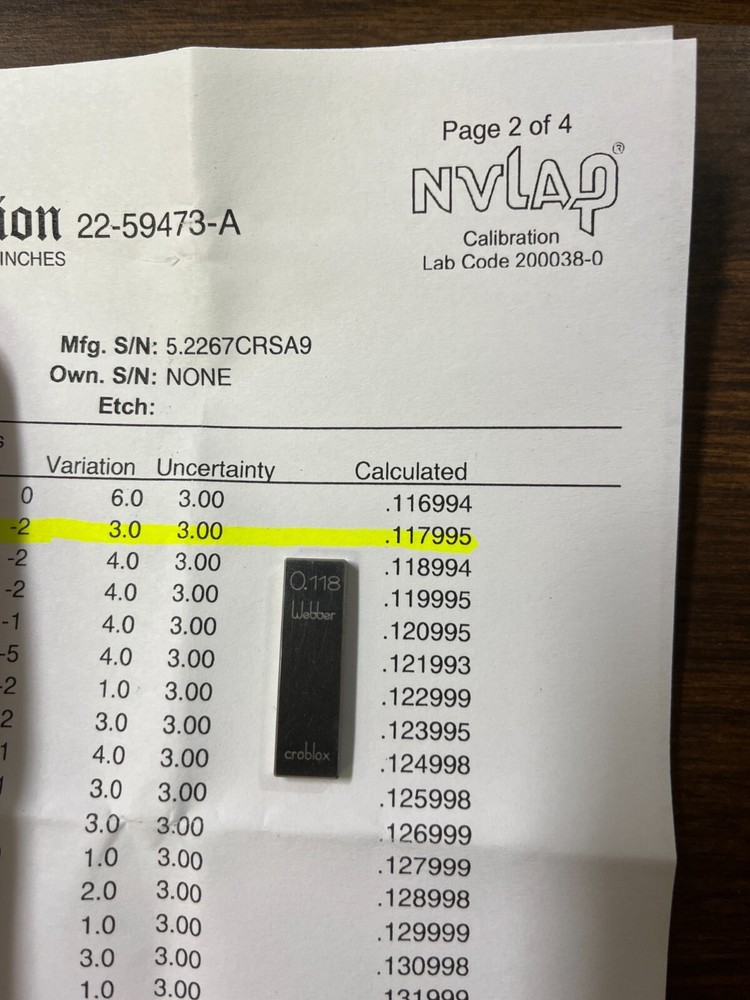 Page 2 of 4
NVLAP®
ion 22-59473-A
INCHES
Calibration
Lab Code 200038-0
Mfg. S/N: 5.2267CRSA9
Own. S/N: NONE
Etch:
s
Variation Uncertainty Calculated
0 6.0 3.00 .116994
-2 3.0 3.00 .117995
-2 4.0 3.00 .118994
-2 4.0 3.00 .119995
-1 4.0 3.00 .120995
-5 4.0 3.00 .121993
-2 1.0 3.00 .122999
2 3.0 3.00 .123995
1 4.0 3.00 .124998
3.0 3.00 .125998
3.0 3.00 .126999
1.0 3.00 .127999
2.0 3.00 .128998
1.0 3.00 .129999
3.0 3.00 .130998
1.0 3.00 .131999
0.118
Webber
croblox